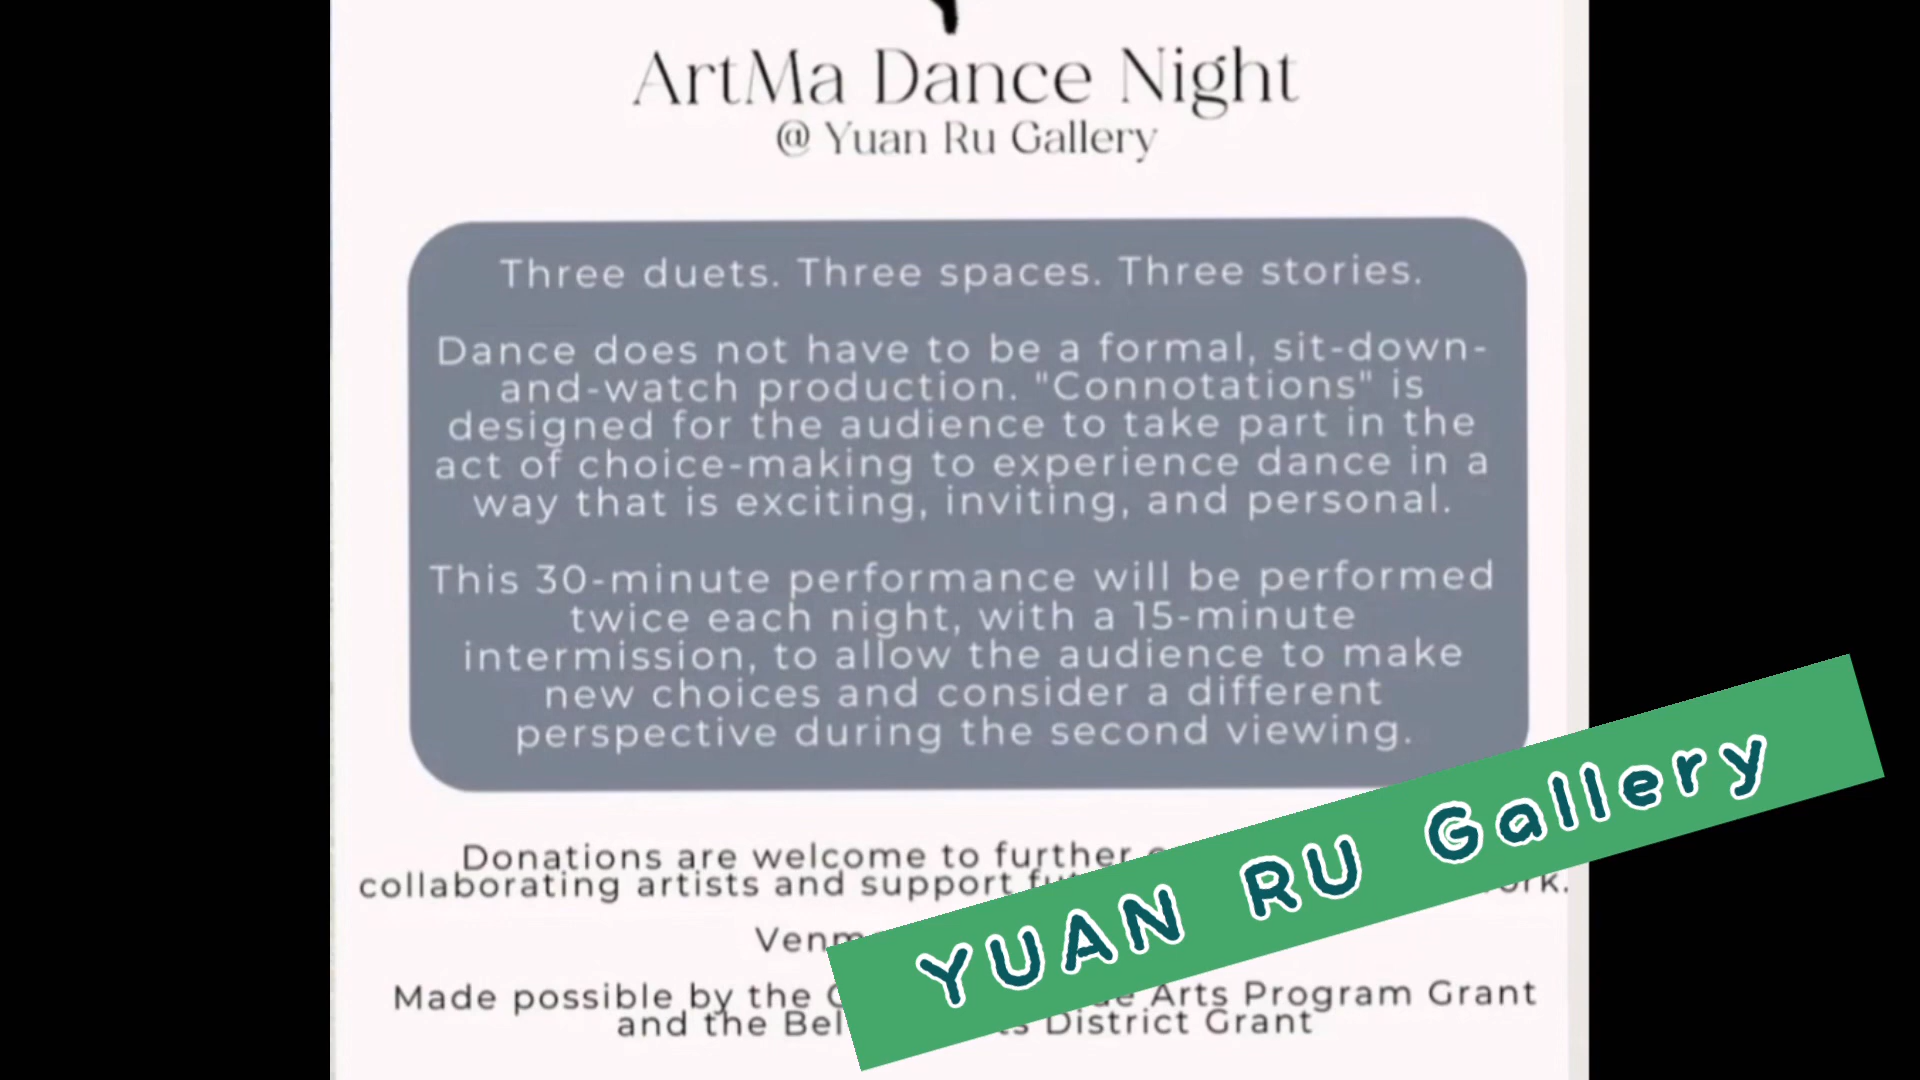 ArtMa Dance Night
@ Yuan Ru Gallery
Three duets. Three spaces. Three stories.
Dance does not have to be a formal, sit-down-
and-watch production. "Connotations" is
designed for the audience to take part in the
act of choice-making to experience dance in a
way that is exciting, inviting, and personal.
This 30-minute performance will be performed
twice each night, with a 15-minute
intermission, to allow the audience to make
new choices and consider a different
perspective during the second viewing.
Donations are welcome to further
collaborating artists and support
Made possible by the Arts Program Grant
and the District Grant
YUAN RU Gallery